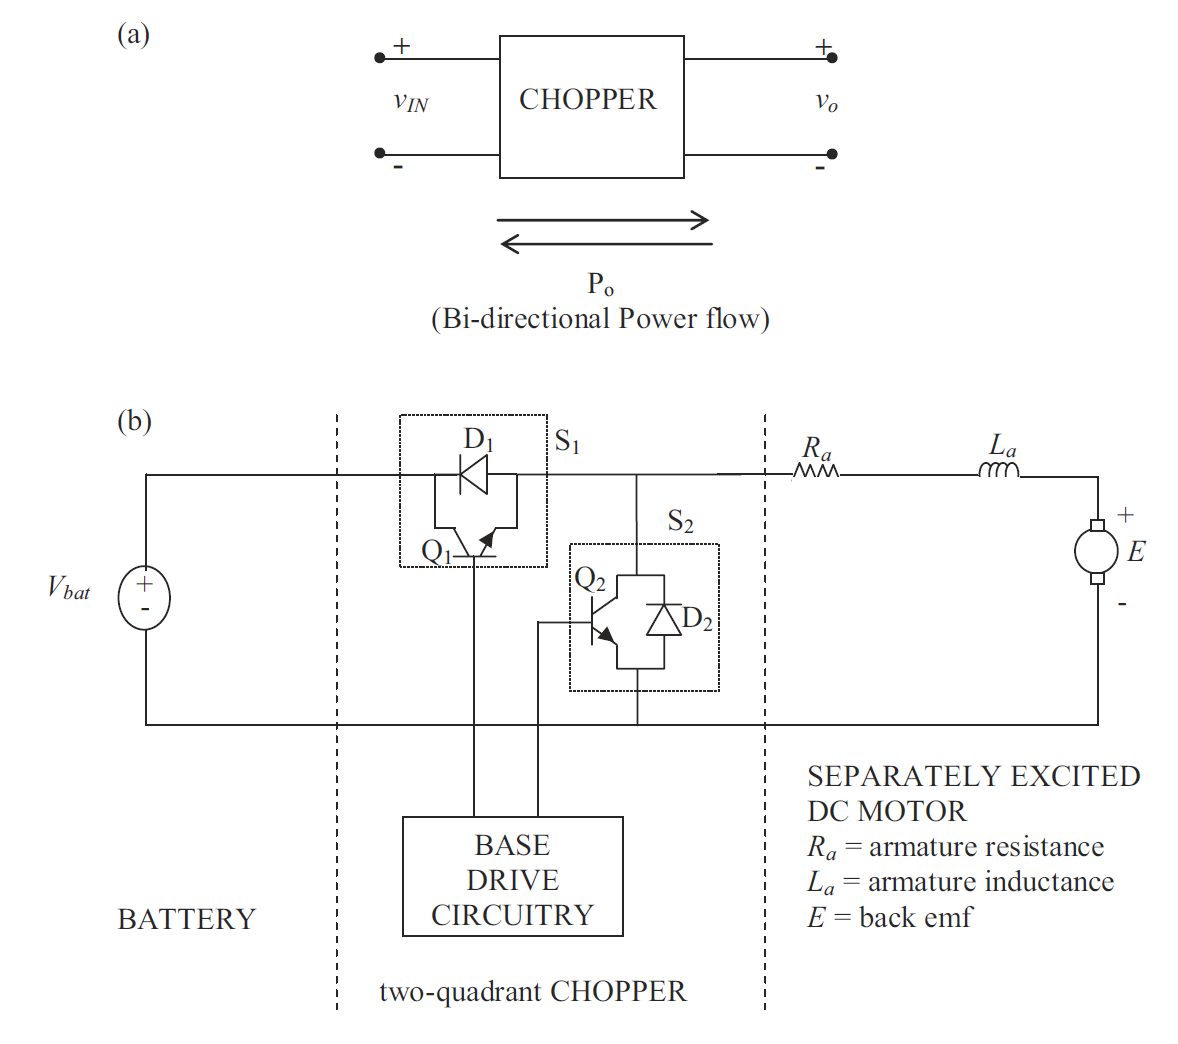 (a)
+ +
vIN CHOPPER vo
- -
Po
(Bi-directional Power flow)
(b)
D1 S1 Ra La
S2 +
Q1 E
Q2
Vbat + -
- D2
BASE
DRIVE
CIRCUITRY
SEPARATELY EXCITED
DC MOTOR
Ra = armature resistance
La = armature inductance
E = back emf
BATTERY
two-quadrant CHOPPER